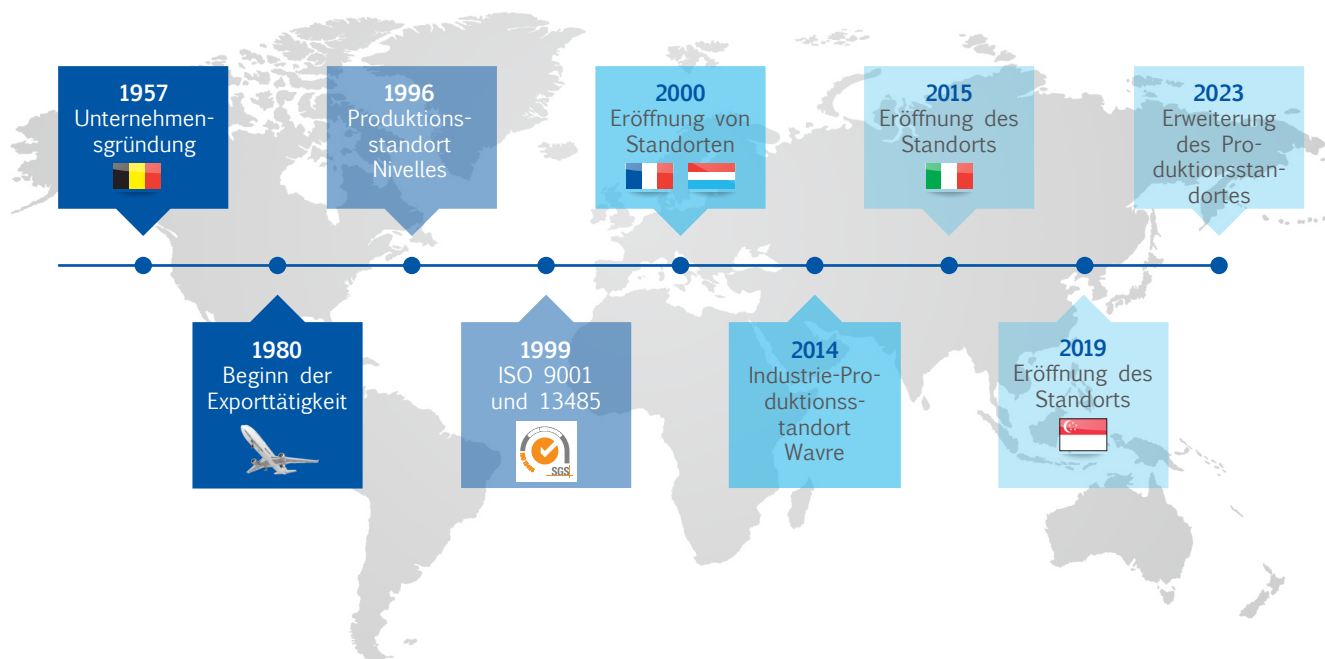 1957
Unternehmen-
sgründung
1980
Beginn der
Exporttätigkeit
1996
Produktions-
standort
Nivelles
1999
ISO 9001
und 13485
SGS
2000
Eröffnung von
Standorten
2014
Industrie-Pro-
duktionss-
tandort
Wavre
2015
Eröffnung des
Standorts
2019
Eröffnung des
Standorts
2023
Erweiterung
des Pro-
duktionsstan-
dortes